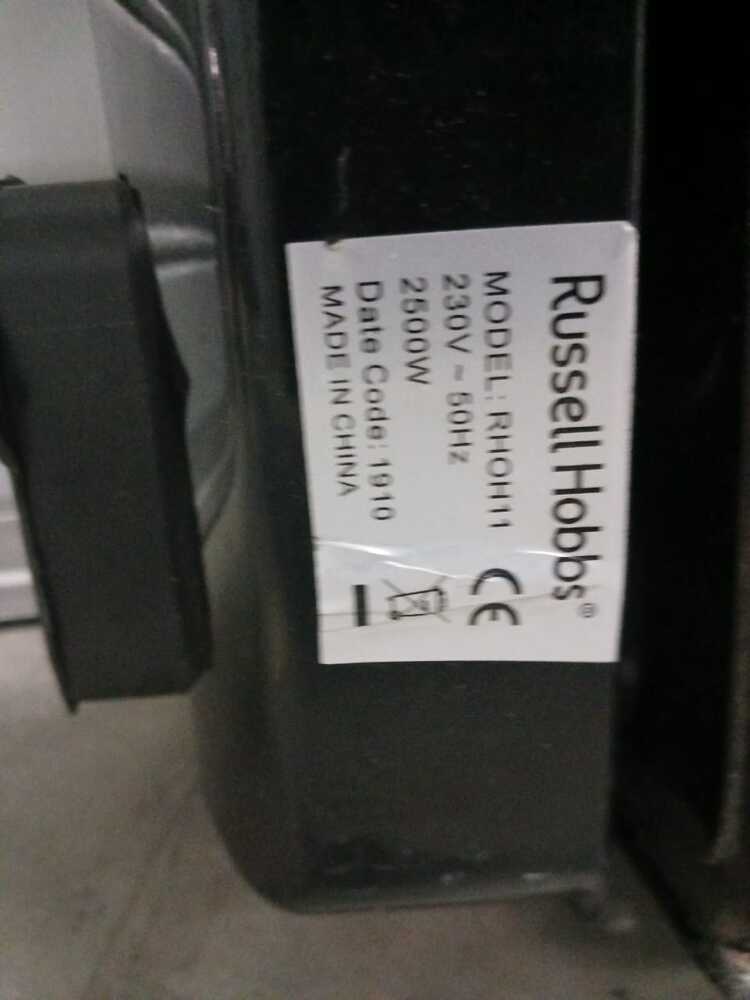 Russell Hobbs®
MODEL: RHOH11
230V ~ 50Hz
2500W
Date Code: 1910
MADE IN CHINA
CE